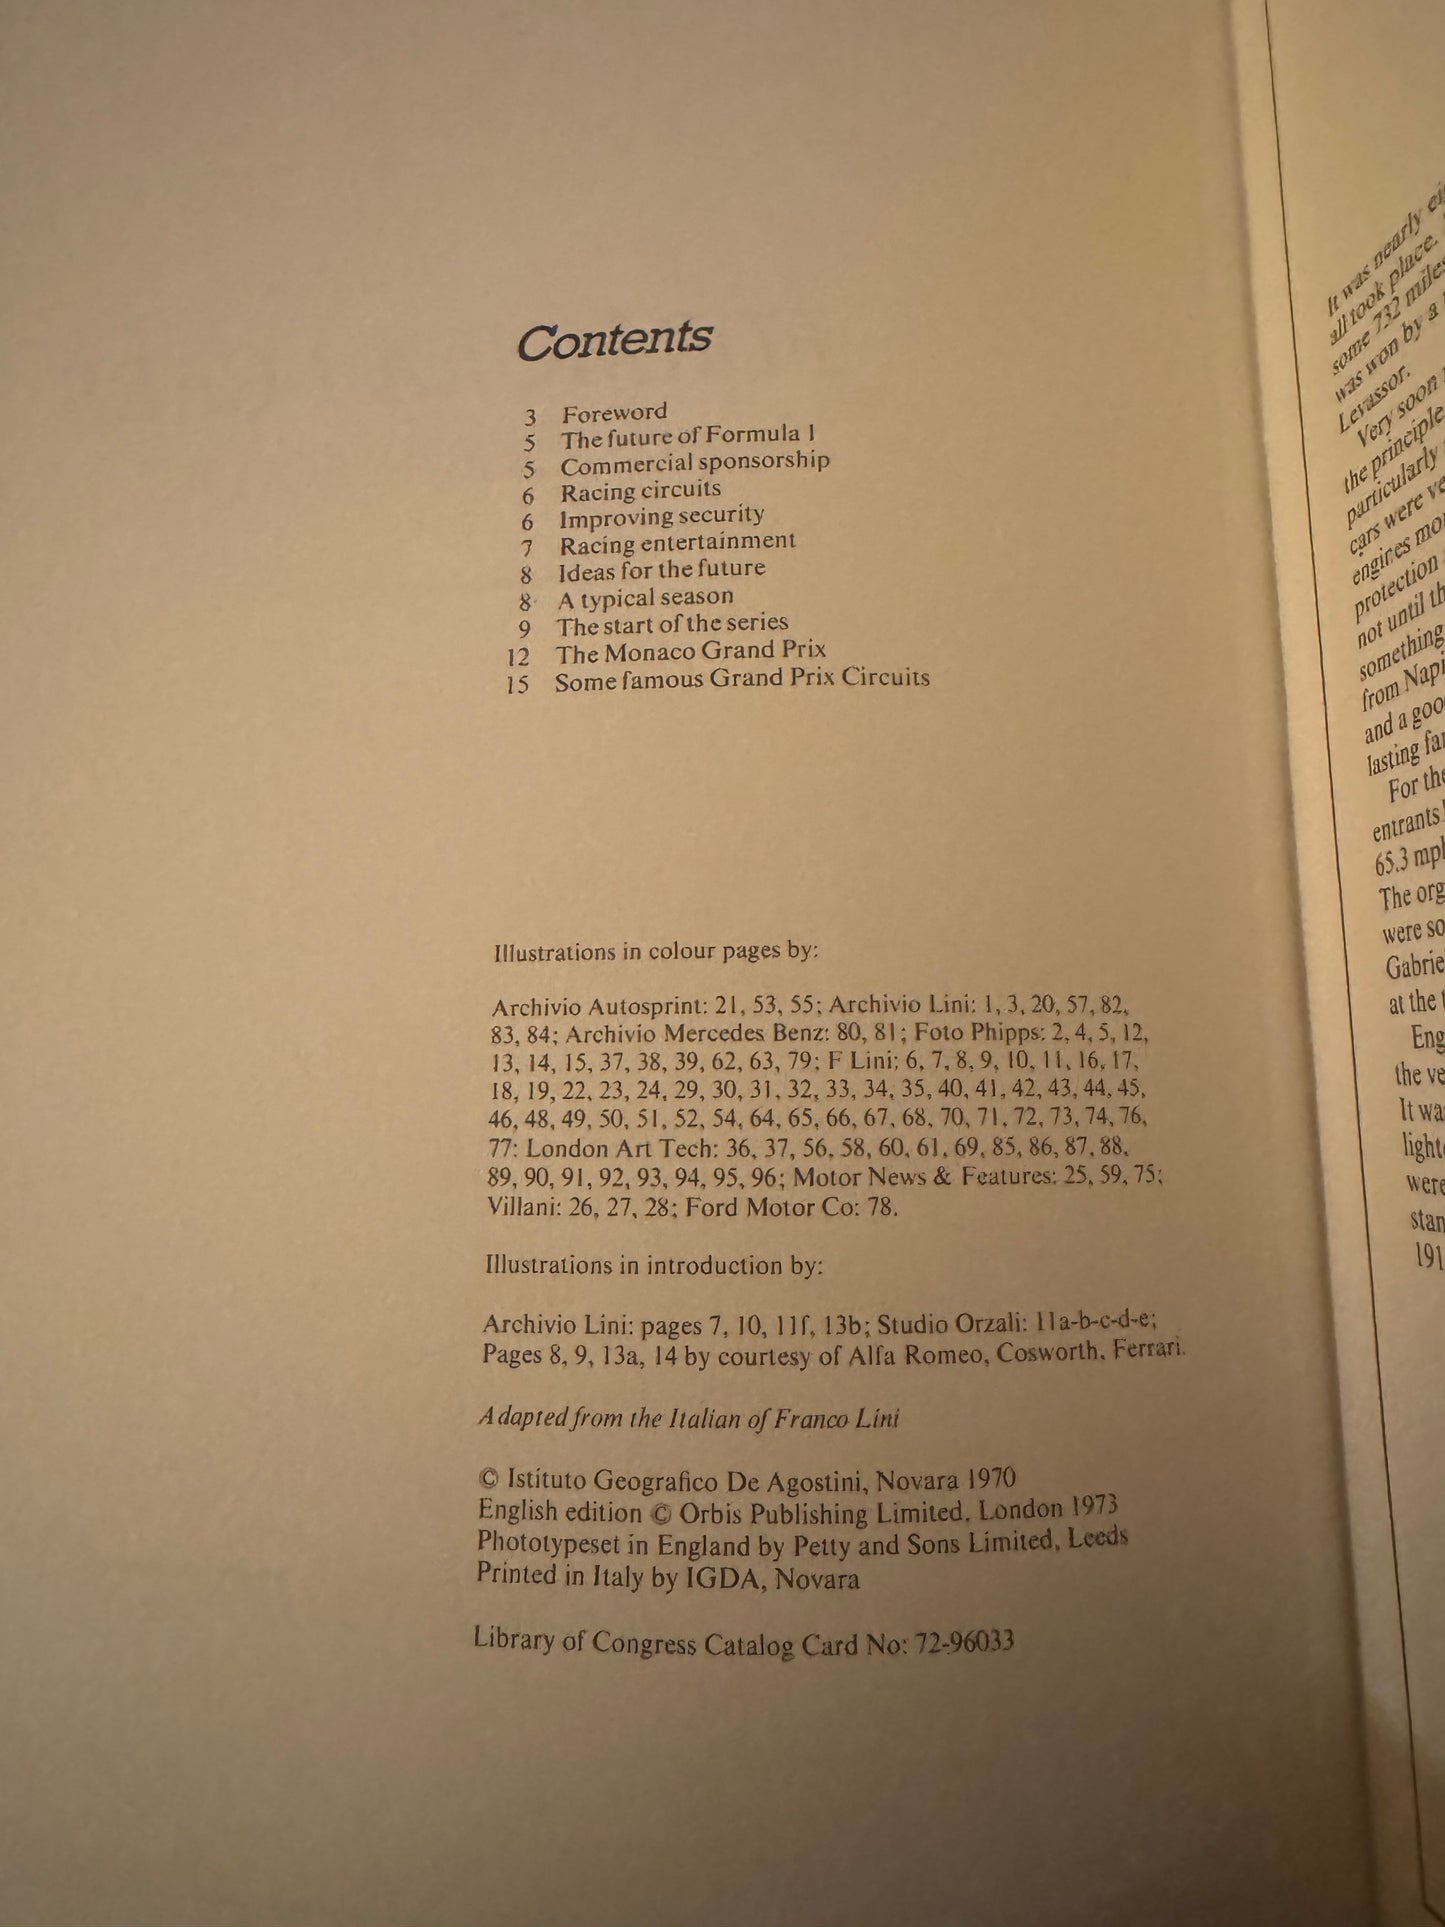 Contents
3 Foreword
5 The future of Formula 1
5 Commercial sponsorship
6 Racing circuits
6 Improving security
7 Racing entertainment
8 Ideas for the future
8 A typical season
9 The start of the series
12 The Monaco Grand Prix
15 Some famous Grand Prix Circuits
Illustrations in colour pages by:
Archivio Autosprint: 21, 53, 55; Archivio Lini: 1, 3, 20, 57, 82,
83, 84; Archivio Mercedes Benz: 80, 81; Foto Phipps: 2, 4, 5, 12,
13, 14, 15, 37, 38, 39, 62, 63, 79; F Lini: 6, 7, 8, 9, 10, 11, 16, 17,
18, 19, 22, 23, 24, 29, 30, 31, 32, 33, 34, 35, 40, 41, 42, 43, 44, 45,
46, 48, 49, 50, 51, 52, 54, 64, 65, 66, 67, 68, 70, 71, 72, 73, 74, 76,
77: London Art Tech: 36, 37, 56, 58, 60, 61, 69, 85, 86, 87, 88,
89, 90, 91, 92, 93, 94, 95, 96; Motor News & Features: 25, 59, 75;
Villani: 26, 27, 28; Ford Motor Co: 78.
Illustrations in introduction by:
Archivio Lini: pages 7, 10, 11f, 13b; Studio Orzali: 11a-b-c-d-e;
Pages 8, 9, 13a, 14 by courtesy of Alfa Romeo, Cosworth, Ferrari.
Adapted from the Italian of Franco Lini
© Istituto Geografico De Agostini, Novara 1970
English edition © Orbis Publishing Limited, London 1973
Phototypeset in England by Petty and Sons Limited, Leeds
Printed in Italy by IGDA, Novara
Library of Congress Catalog Card No: 72-96033
It was nearly
all took place.
some 732 miles
was won by a
Levassor.
Very soon
the principle
particularly
cars were
engines
protection
not until
something
from
and a
lasting
For
entrants
65.3
The
were
at the
the
It
were